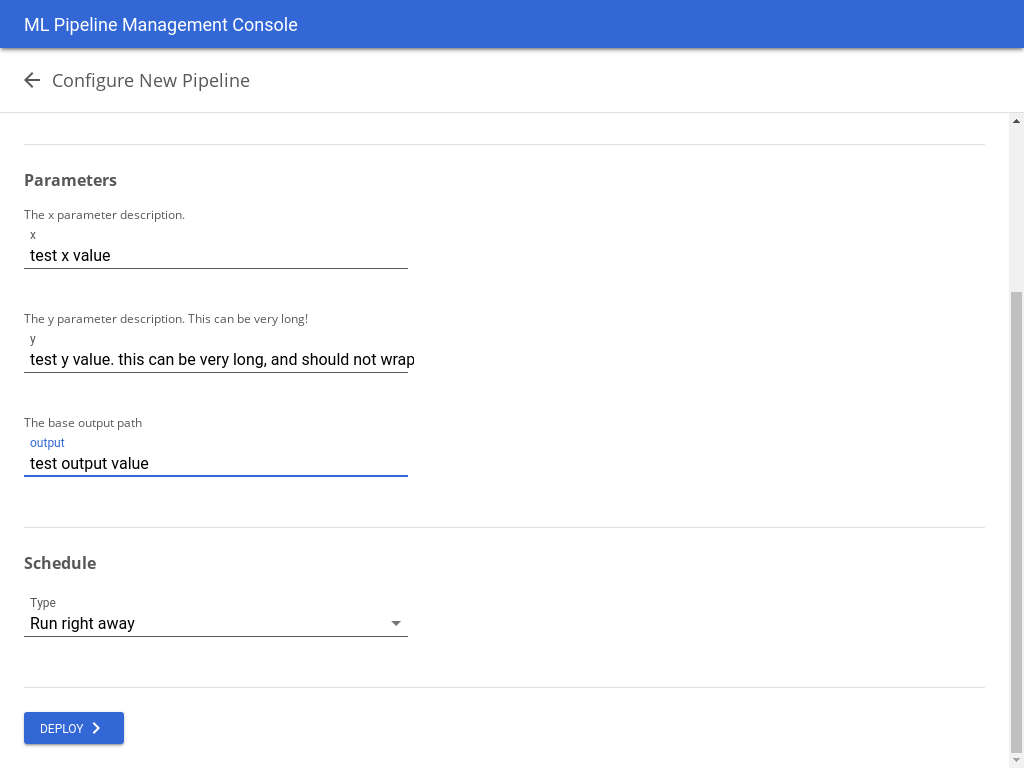 ML Pipeline Management Console
Configure New Pipeline
Parameters
The x parameter description.
x
test x value
The y parameter description. This can be very long!
y
test y value. this can be very long, and should not wrap
The base output path
output
test output value
Schedule
Type
Run right away
DEPLOY